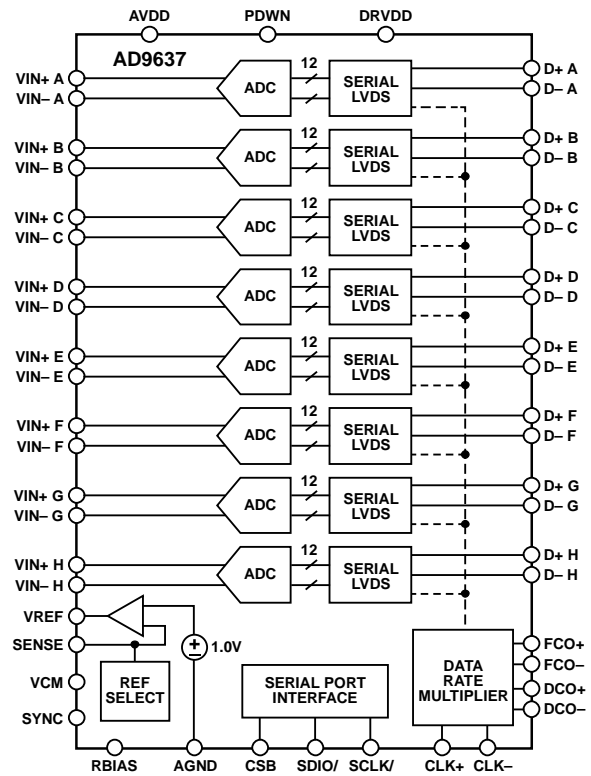 AVDD PDWN DRVDD
AD9637
VIN+ A ADC 12 SERIAL LVDS D+ A
VIN– A D– A
VIN+ B ADC 12 SERIAL LVDS D+ B
VIN– B D– B
VIN+ C ADC 12 SERIAL LVDS D+ C
VIN– C D– C
VIN+ D ADC 12 SERIAL LVDS D+ D
VIN– D D– D
VIN+ E ADC 12 SERIAL LVDS D+ E
VIN– E D– E
VIN+ F ADC 12 SERIAL LVDS D+ F
VIN– F D– F
VIN+ G ADC 12 SERIAL LVDS D+ G
VIN– G D– G
VIN+ H ADC 12 SERIAL LVDS D+ H
VIN– H D– H
VREF
SENSE
VCM
SYNC
+
–
1.0V
REF
SELECT
SERIAL PORT
INTERFACE
DATA
RATE
MULTIPLIER
FCO+
FCO–
DCO+
DCO–
RBIAS AGND CSB SDIO/ SCLK/ CLK+ CLK–